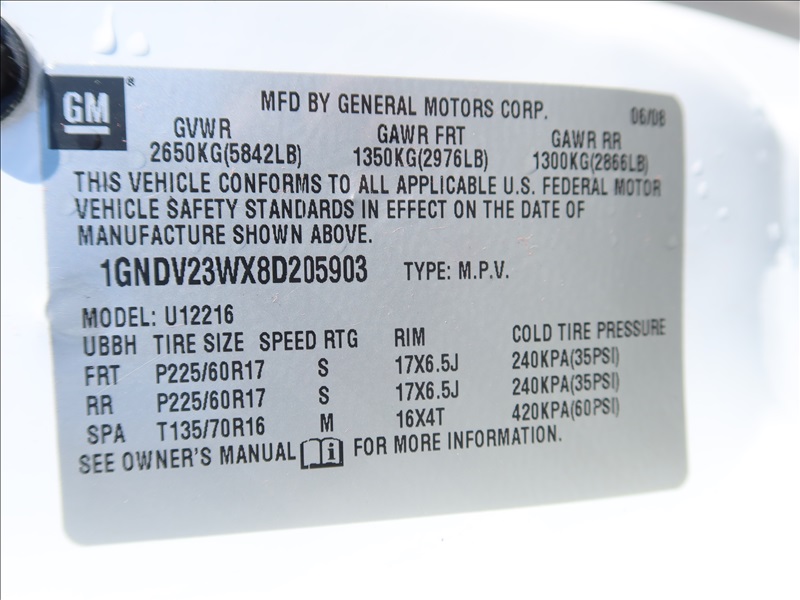 GM ®
MFD BY GENERAL MOTORS CORP. 06/08
GVWR GAWR FRT GAWR RR
2650KG(5842LB) 1350KG(2976LB) 1300KG(2866LB)
THIS VEHICLE CONFORMS TO ALL APPLICABLE U.S. FEDERAL MOTOR
VEHICLE SAFETY STANDARDS IN EFFECT ON THE DATE OF
MANUFACTURE SHOWN ABOVE.
1GNDV23WX8D205903 TYPE: M.P.V.
MODEL: U12216
UBBH TIRE SIZE SPEED RTG RIM COLD TIRE PRESSURE
FRT P225/60R17 S 17X6.5J 240KPA(35PSI)
RR P225/60R17 S 17X6.5J 240KPA(35PSI)
SPA T135/70R16 M 16X4T 420KPA(60PSI)
SEE OWNER'S MANUAL i FOR MORE INFORMATION.